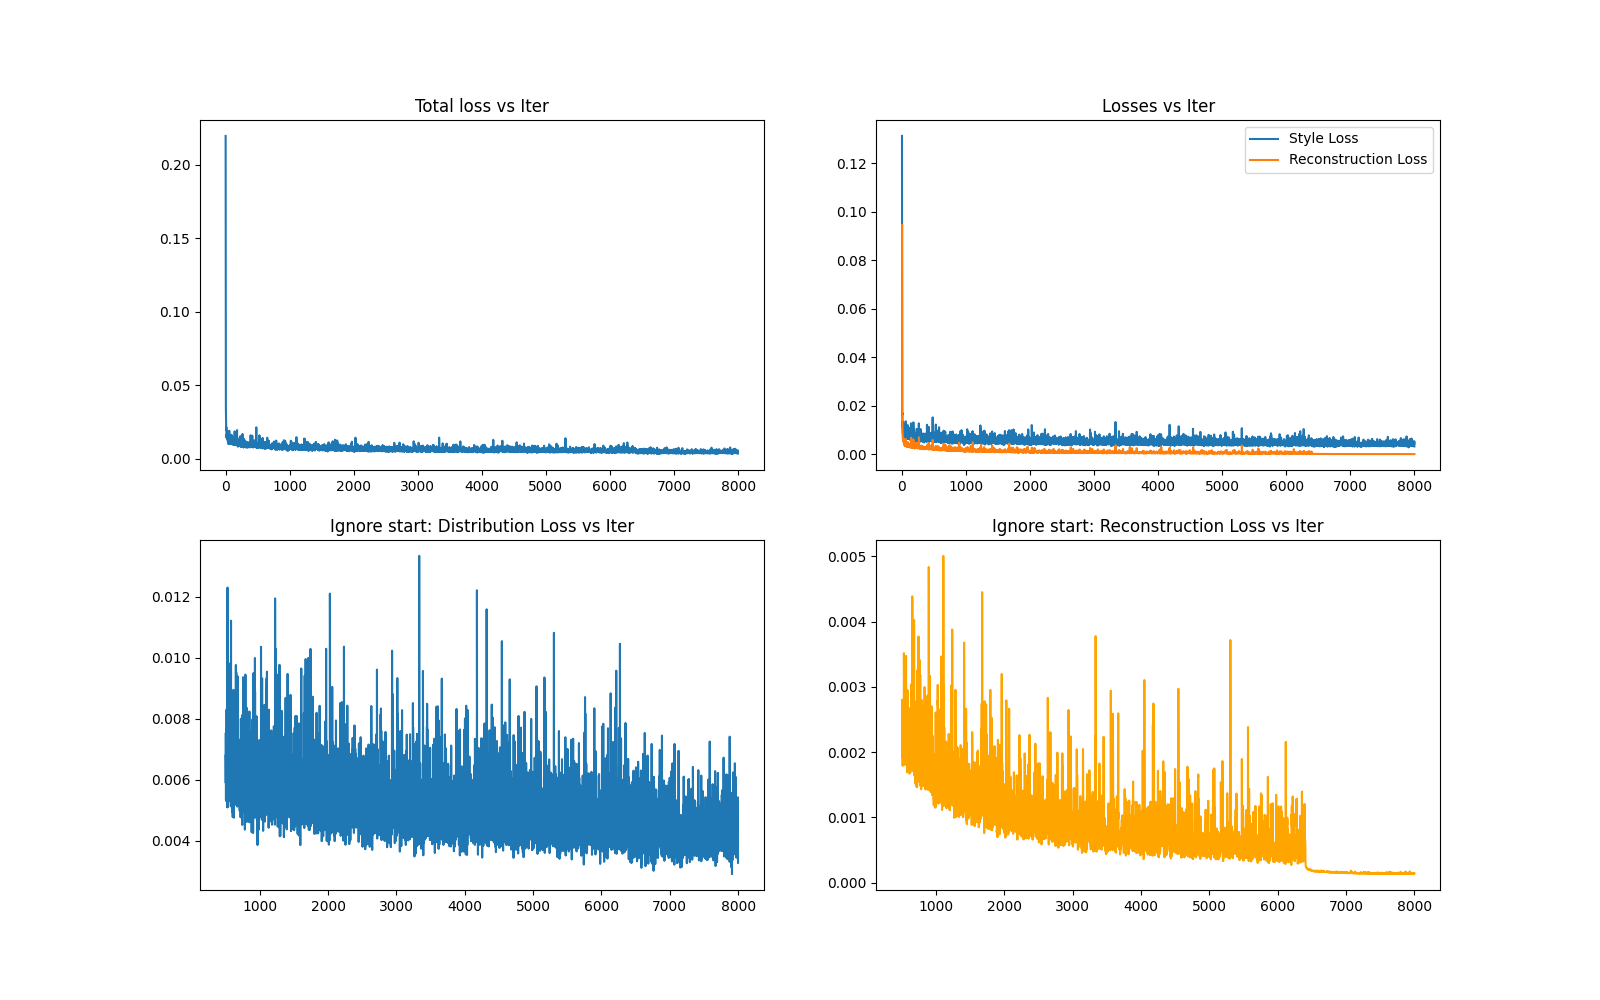 Total loss vs Iter
0.20
0.15
0.10
0.05
0.00
0 1000 2000 3000 4000 5000 6000 7000 8000
Losses vs Iter
Style Loss
Reconstruction Loss
0.12
0.10
0.08
0.06
0.04
0.02
0.00
0 1000 2000 3000 4000 5000 6000 7000 8000
Ignore start: Distribution Loss vs Iter
0.012
0.010
0.008
0.006
0.004
1000 2000 3000 4000 5000 6000 7000 8000
Ignore start: Reconstruction Loss vs Iter
0.005
0.004
0.003
0.002
0.001
0.000
1000 2000 3000 4000 5000 6000 7000 8000